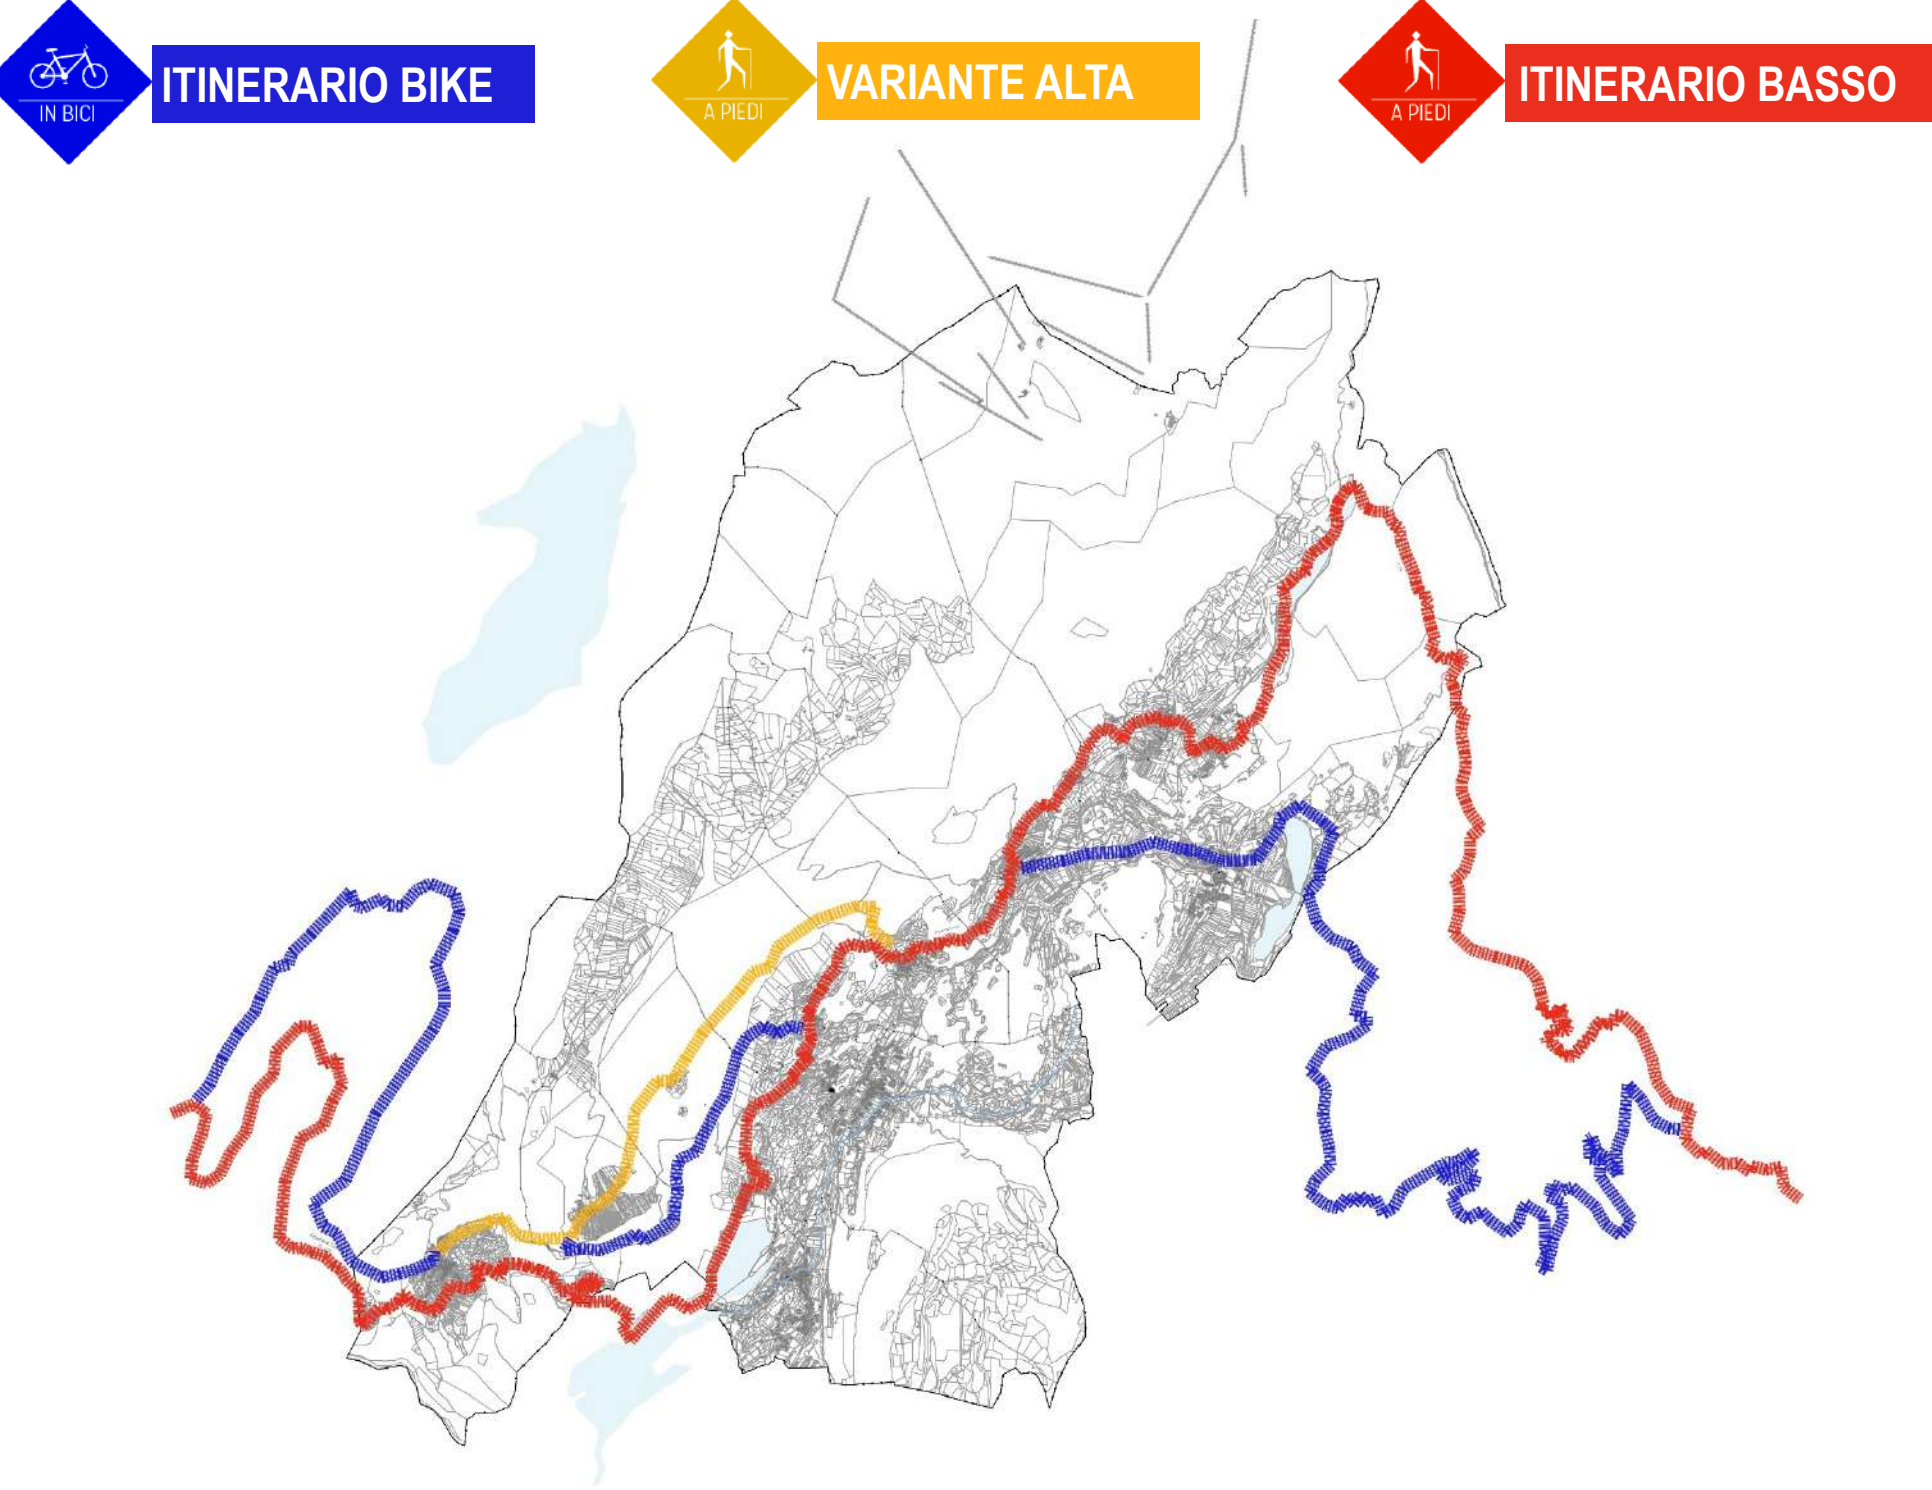 IN BICI
ITINERARIO BIKE
A PIEDI
VARIANTE ALTA
A PIEDI
ITINERARIO BASSO